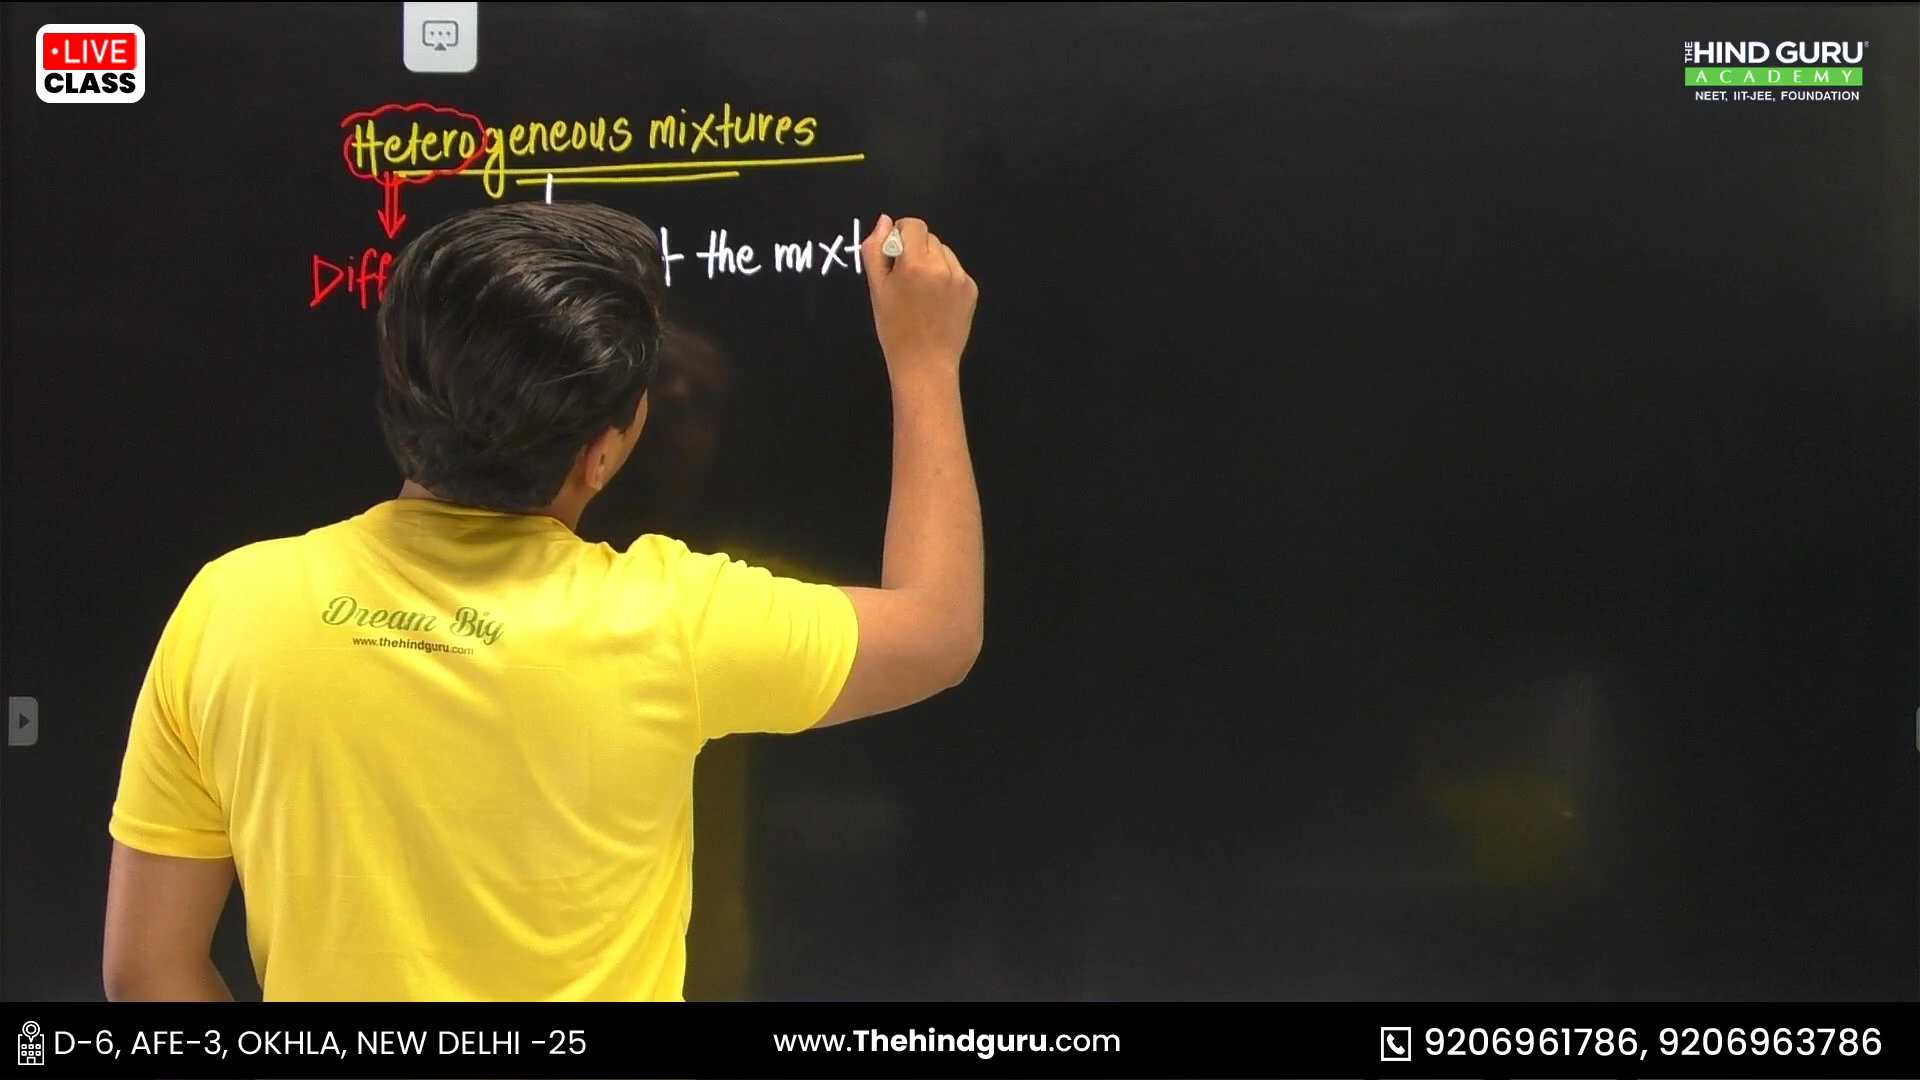 LIVE
CLASS
THE HIND GURU
ACADEMY
NEET, IIT-JEE, FOUNDATION
Heterogeneous mixtures
the mixt
Dream Big
www.thehindguru.com
D-6, AFE-3, OKHLA, NEW DELHI -25
www.Thehindguru.com
9206961786, 9206963786